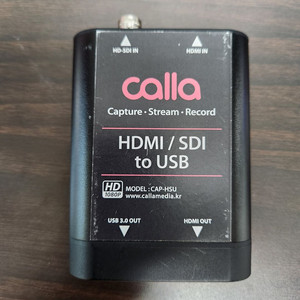 HD-SDI IN HDMI IN
calla
Capture · Stream · Record
HDMI / SDI
to USB
HD
1080P
MODEL : CAP-HSU
www.callamedia.kr
USB 3.0 OUT HDMI OUT